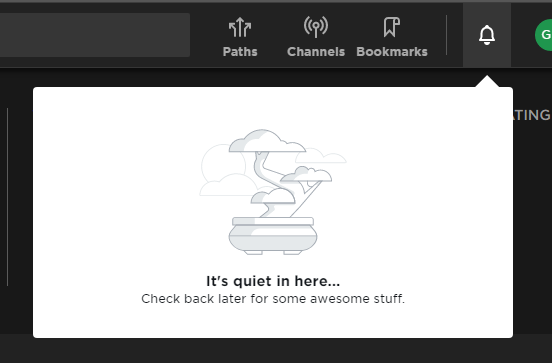 Paths
Channels
Bookmarks
G
ATING
It's quiet in here...
Check back later for some awesome stuff.